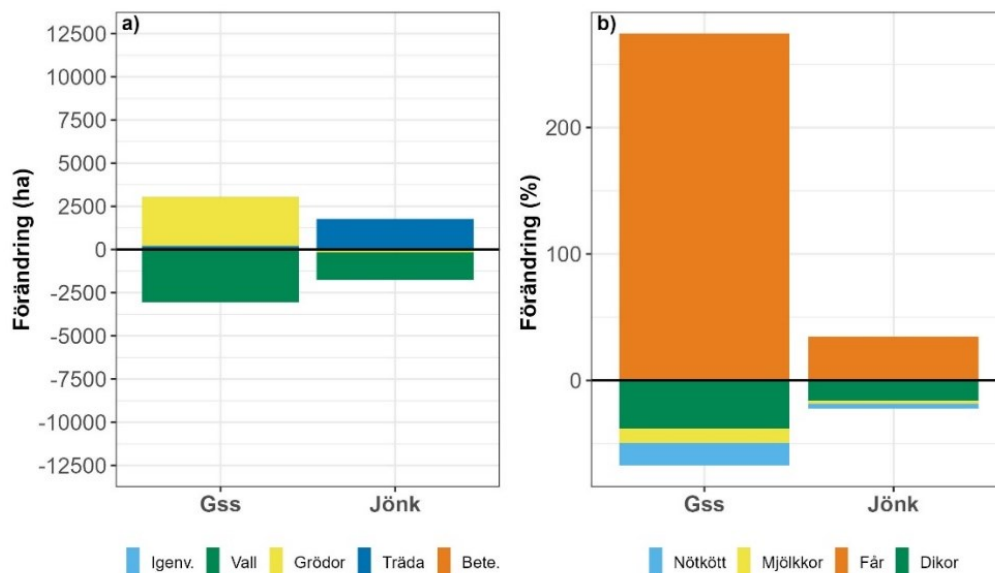 a)
Förändring (ha)
12500
10000
7500
5000
2500
0
-2500
-5000
-7500
-10000
-12500
Gss Jönk
Igenv. Vall Grödor Träda Bete.
b)
Förändring (%)
200
100
0
Gss Jönk
Nötkött Mjölkkor Får Dikor